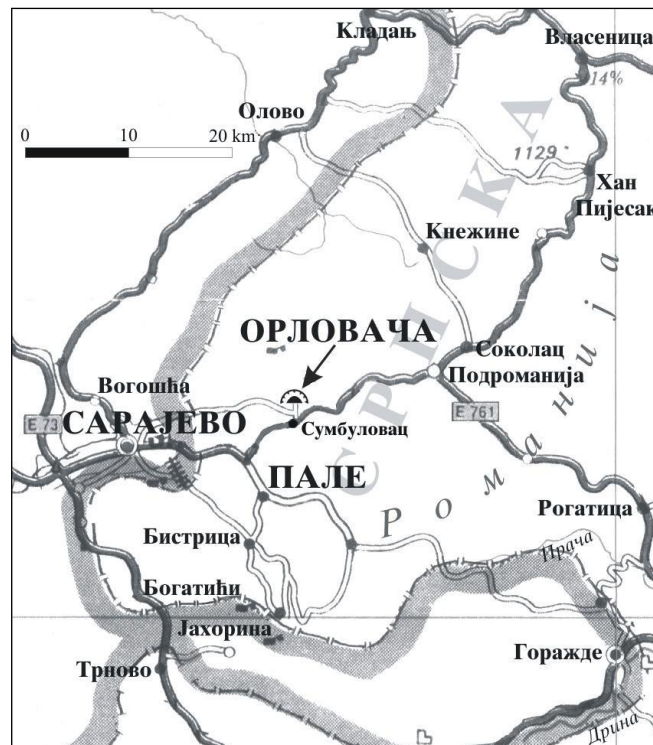 Кладањ
Власеница
14%
Олово
0 10 20 km
1129
Хан
Пијесак
Кнежине
СРПСКА
ОРЛОВАЧА
Соколац
Подроманија
Вогошћа
E 73
САРАЈЕВО
Сумбуловац
E 761
ПАЛЕ
Романија
Рогатица
Бистрица
Прача
Богатићи
Јахорина
Горажде
Трново
Дрина